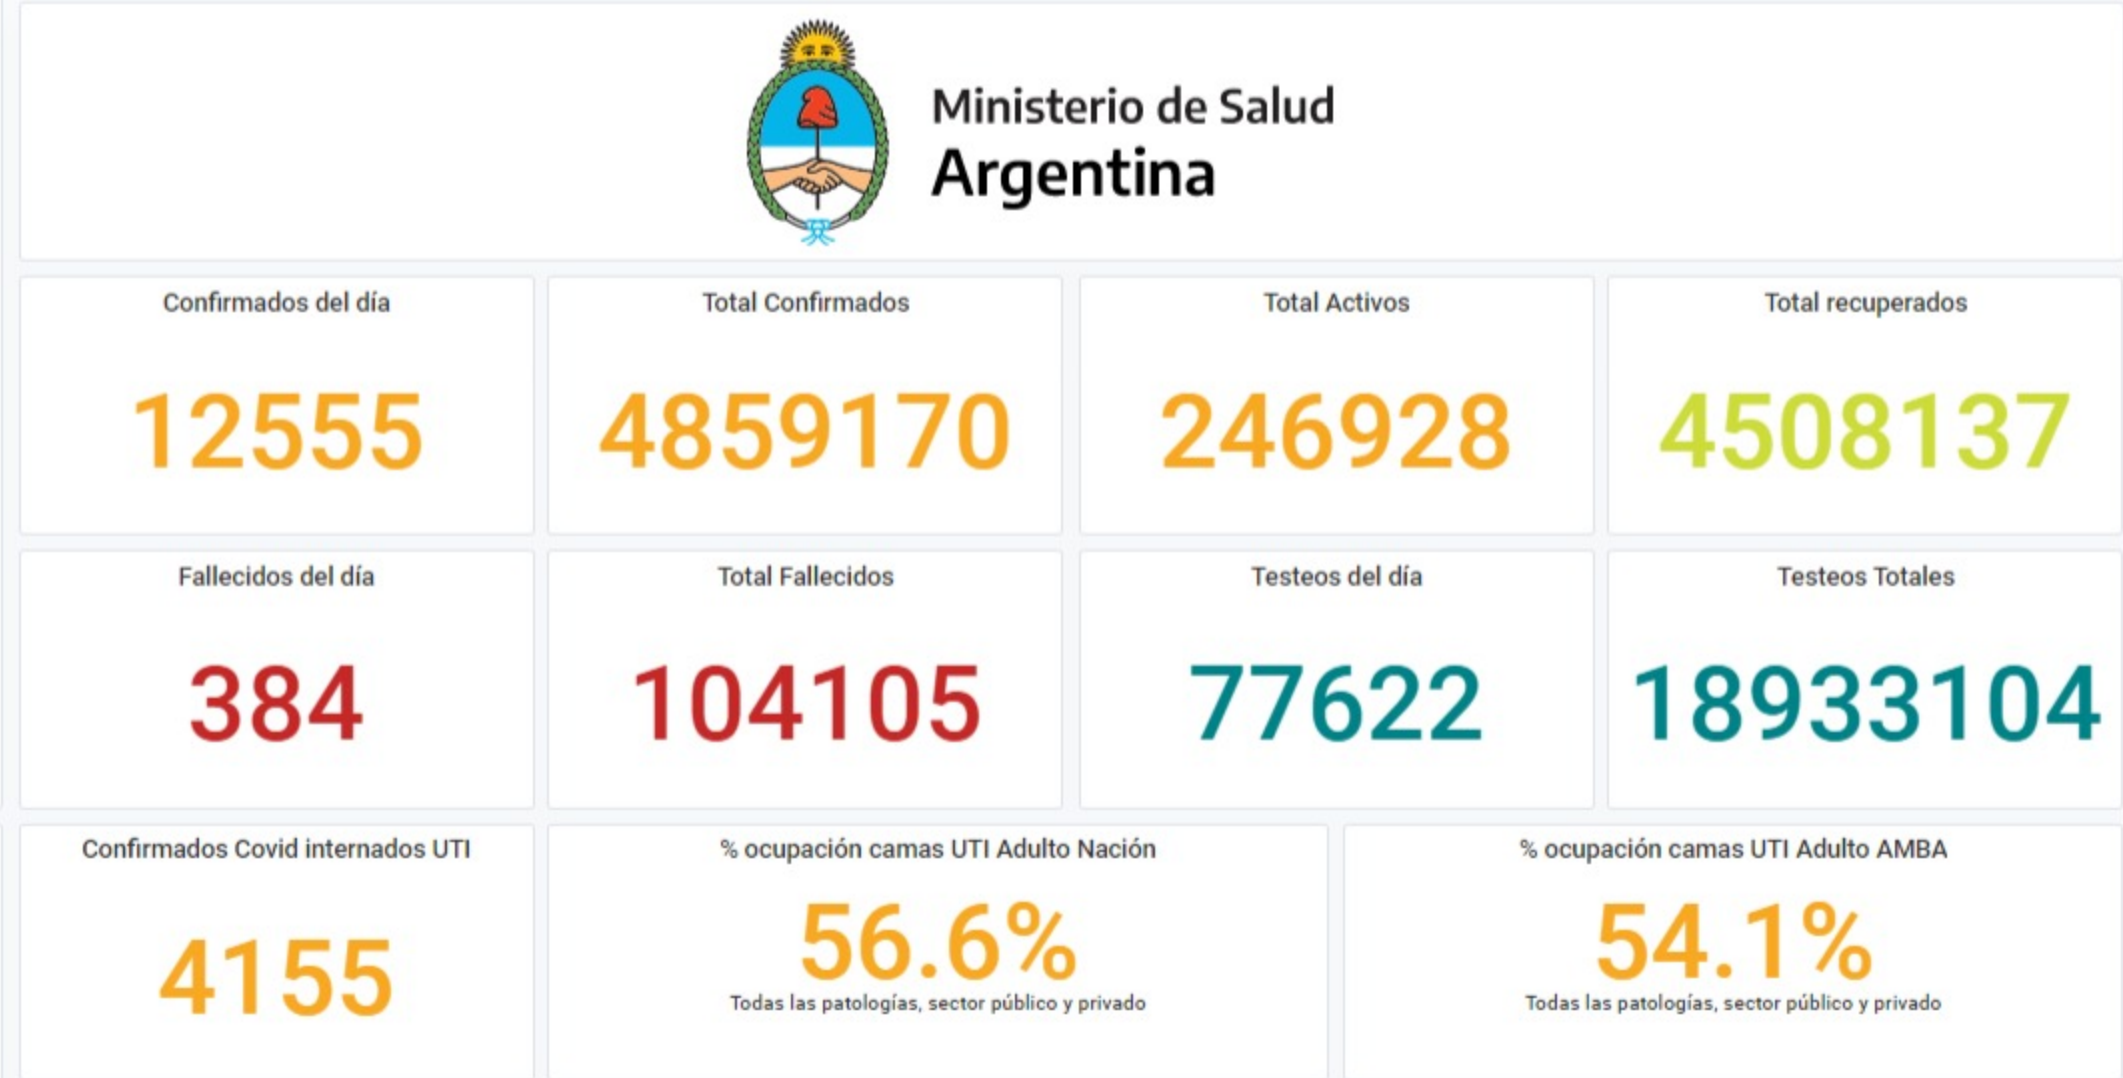 Ministerio de Salud
Argentina
Confirmados del día
12555
Total Confirmados
4859170
Total Activos
246928
Total recuperados
4508137
Fallecidos del día
384
Total Fallecidos
104105
Testeos del día
77622
Testeos Totales
18933104
Confirmados Covid internados UTI
4155
% ocupación camas UTI Adulto Nación
56.6%
Todas las patologías, sector público y privado
% ocupación camas UTI Adulto AMBA
54.1%
Todas las patologías, sector público y privado